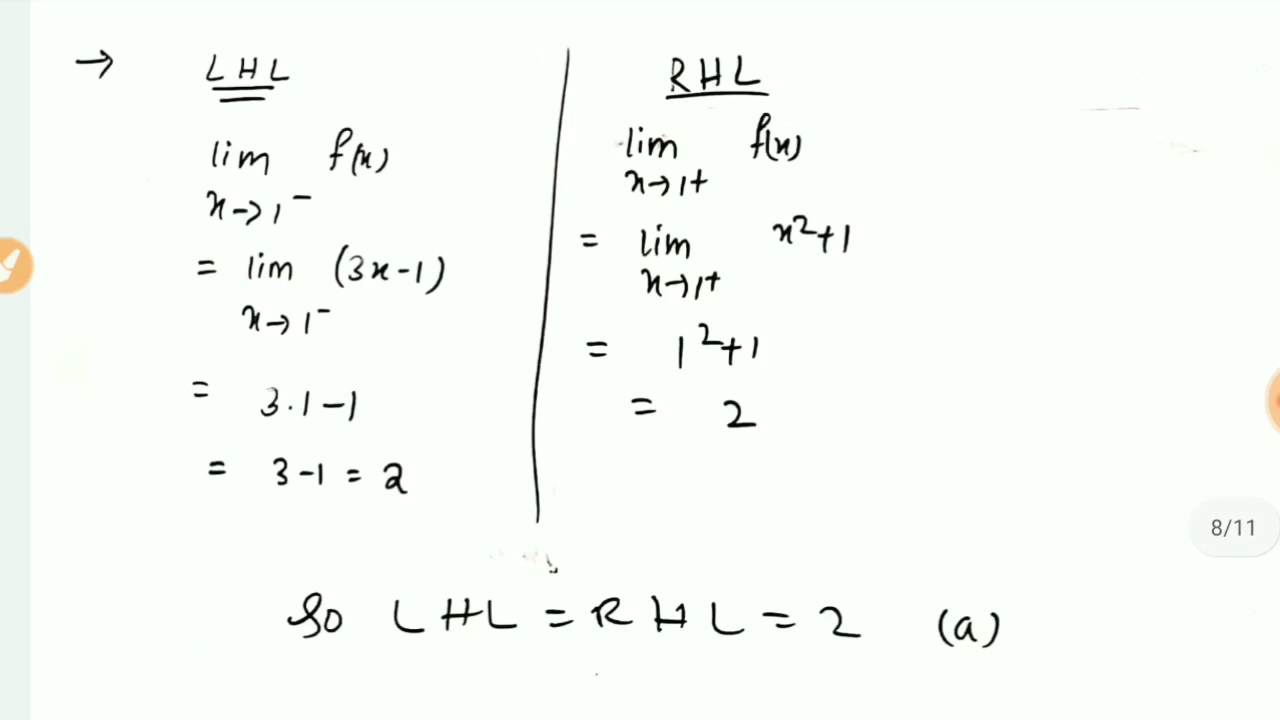 → LHL
lim f(x)
x→1⁻
= lim (3x-1)
x→1⁻
= 3.1-1
= 3-1 = 2
RHL
lim f(x)
x→1+
= lim x²+1
x→1+
= 1²+1
= 2
8/11
So LHL = RHL = 2 (a)